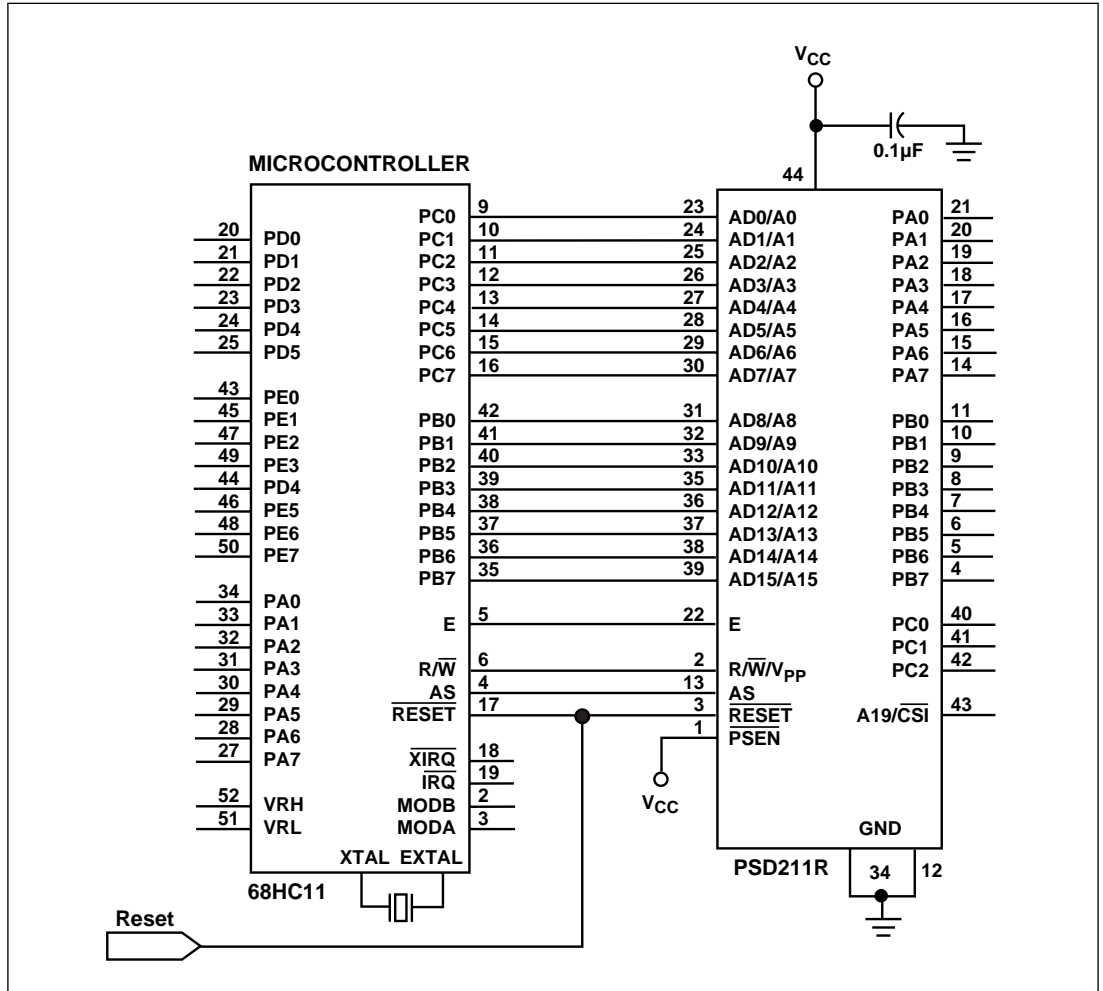 VCC
0.1µF
44
MICROCONTROLLER
20 PD0
21 PD1
22 PD2
23 PD3
24 PD4
25 PD5
43 PE0
45 PE1
47 PE2
49 PE3
44 PD4
46 PE5
48 PE6
50 PE7
34 PA0
33 PA1
32 PA2
31 PA3
30 PA4
29 PA5
28 PA6
27 PA7
52 VRH
51 VRL
PC0 9
PC1 10
PC2 11
PC3 12
PC4 13
PC5 14
PC6 15
PC7 16
PB0 42
PB1 41
PB2 40
PB3 39
PB4 38
PB5 37
PB6 36
PB7 35
E 5
R/W 6
AS 4
RESET 17
XIRQ 18
IRQ 19
MODB 2
MODA 3
XTAL EXTAL
68HC11
23 AD0/A0
24 AD1/A1
25 AD2/A2
26 AD3/A3
27 AD4/A4
28 AD5/A5
29 AD6/A6
30 AD7/A7
31 AD8/A8
32 AD9/A9
33 AD10/A10
35 AD11/A11
36 AD12/A12
37 AD13/A13
38 AD14/A14
39 AD15/A15
22 E
2 R/W/VPP
13 AS
3 RESET
1 PSEN
VCC
PA0 21
PA1 20
PA2 19
PA3 18
PA4 17
PA5 16
PA6 15
PA7 14
PB0 11
PB1 10
PB2 9
PB3 8
PB4 7
PB5 6
PB6 5
PB7 4
PC0 40
PC1 41
PC2 42
A19/CSI 43
GND
PSD211R
34 12
Reset